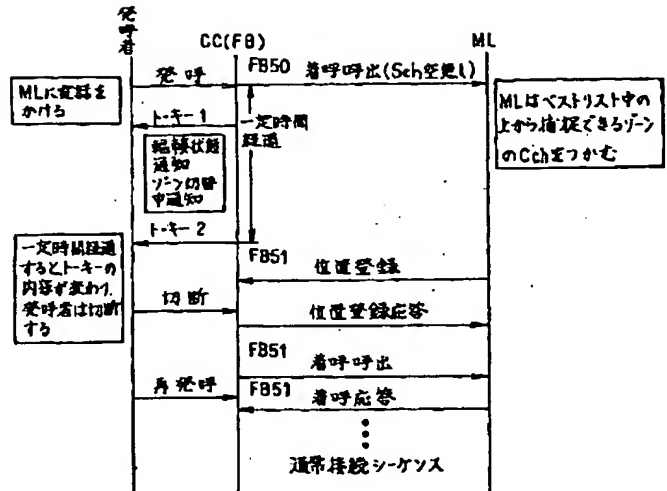 発呼者
CC(FB)
ML
発呼
FB50
着呼呼出(Sch空無し)
MLに電話を
かける
トーキー1
一定時間
経過
輻輳状態
通知
ゾーン切替
中通知
MLはベストリスト中の
上から捕捉できるゾーン
のCchをつかむ
トーキー2
一定時間経過
するとトーキーの
内容が変わり、
発呼者は切断
する
FB51
位置登録
切断
位置登録応答
FB51
着呼呼出
再発呼
FB51
着呼応答
通常接続シーケンス